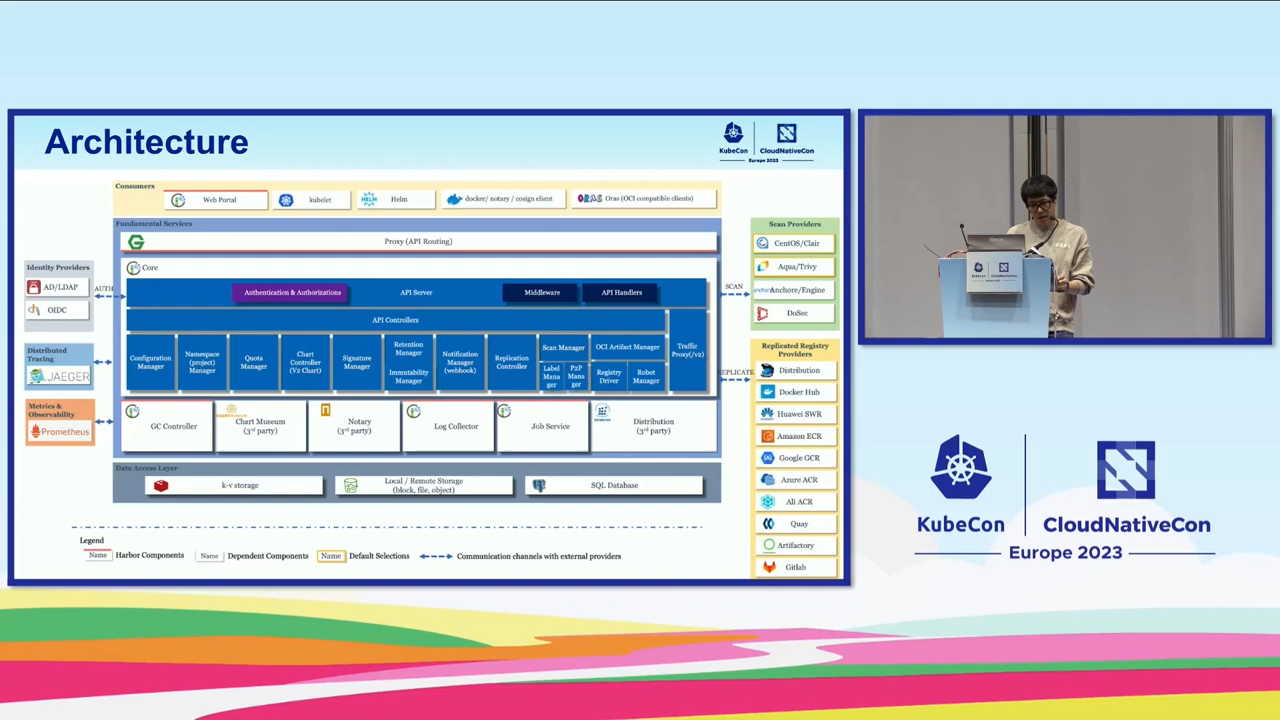 Architecture
KubeCon
CloudNativeCon
Europe 2023
Consumers
Web Portal
kubelet
HELM
Helm
docker/ notary / cosign client
ORAS
Oras (OCI compatible clients)
Fundamental Services
Proxy (API Routing)
Core
Authentication & Authorizations
API Server
Middleware
API Handlers
API Controllers
Configuration
Manager
Namespace
(project)
Manager
Quota
Manager
Chart
Controller
(V2 Chart)
Signature
Manager
Retention
Manager
Immutability
Manager
Notification
Manager
(webhook)
Replication
Controller
Scan Manager
Label
Mana
ger
P2P
Mana
ger
OCI Artifact Manager
Registry
Driver
Robot
Manager
Traffic
Proxy(/v2)
GC Controller
Chart Museum
(3rd party)
Notary
(3rd party)
Log Collector
Job Service
Distribution
(3rd party)
Data Access Layer
k-v storage
Local / Remote Storage
(block, file, object)
SQL Database
Identity Providers
AD/LDAP
OIDC
AUTH
Distributed
Tracing
JAEGER
Metrics &
Observability
Prometheus
SCAN
REPLICATE
Scan Providers
CentOS/Clair
Aqua/Trivy
Anchore/Engine
DoSec
Replicated Registry
Providers
Distribution
Docker Hub
Huawei SWR
Amazon ECR
Google GCR
Azure ACR
Ali ACR
Quay
Artifactory
Gitlab
Legend
Name
Harbor Components
Name
Dependent Components
Name
Default Selections
Communication channels with external providers
KubeCon
CloudNativeCon
Europe 2023